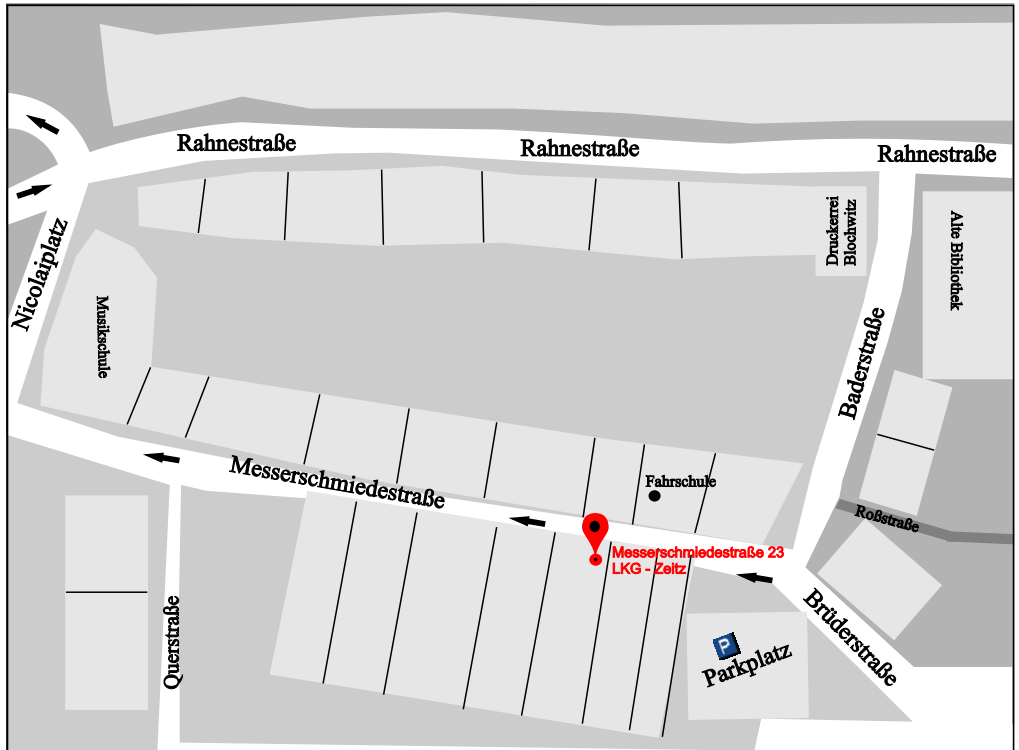 Rahnestraße
Rahnestraße
Rahnestraße
Druckerrei
Blochwitz
Alte Bibliothek
Nicolaiplatz
Musikschule
Baderstraße
Messerschmiedestraße
Fahrschule
Roßstraße
Messerschmiedestraße 23
LKG - Zeitz
Brüderstraße
Querstraße
P
Parkplatz